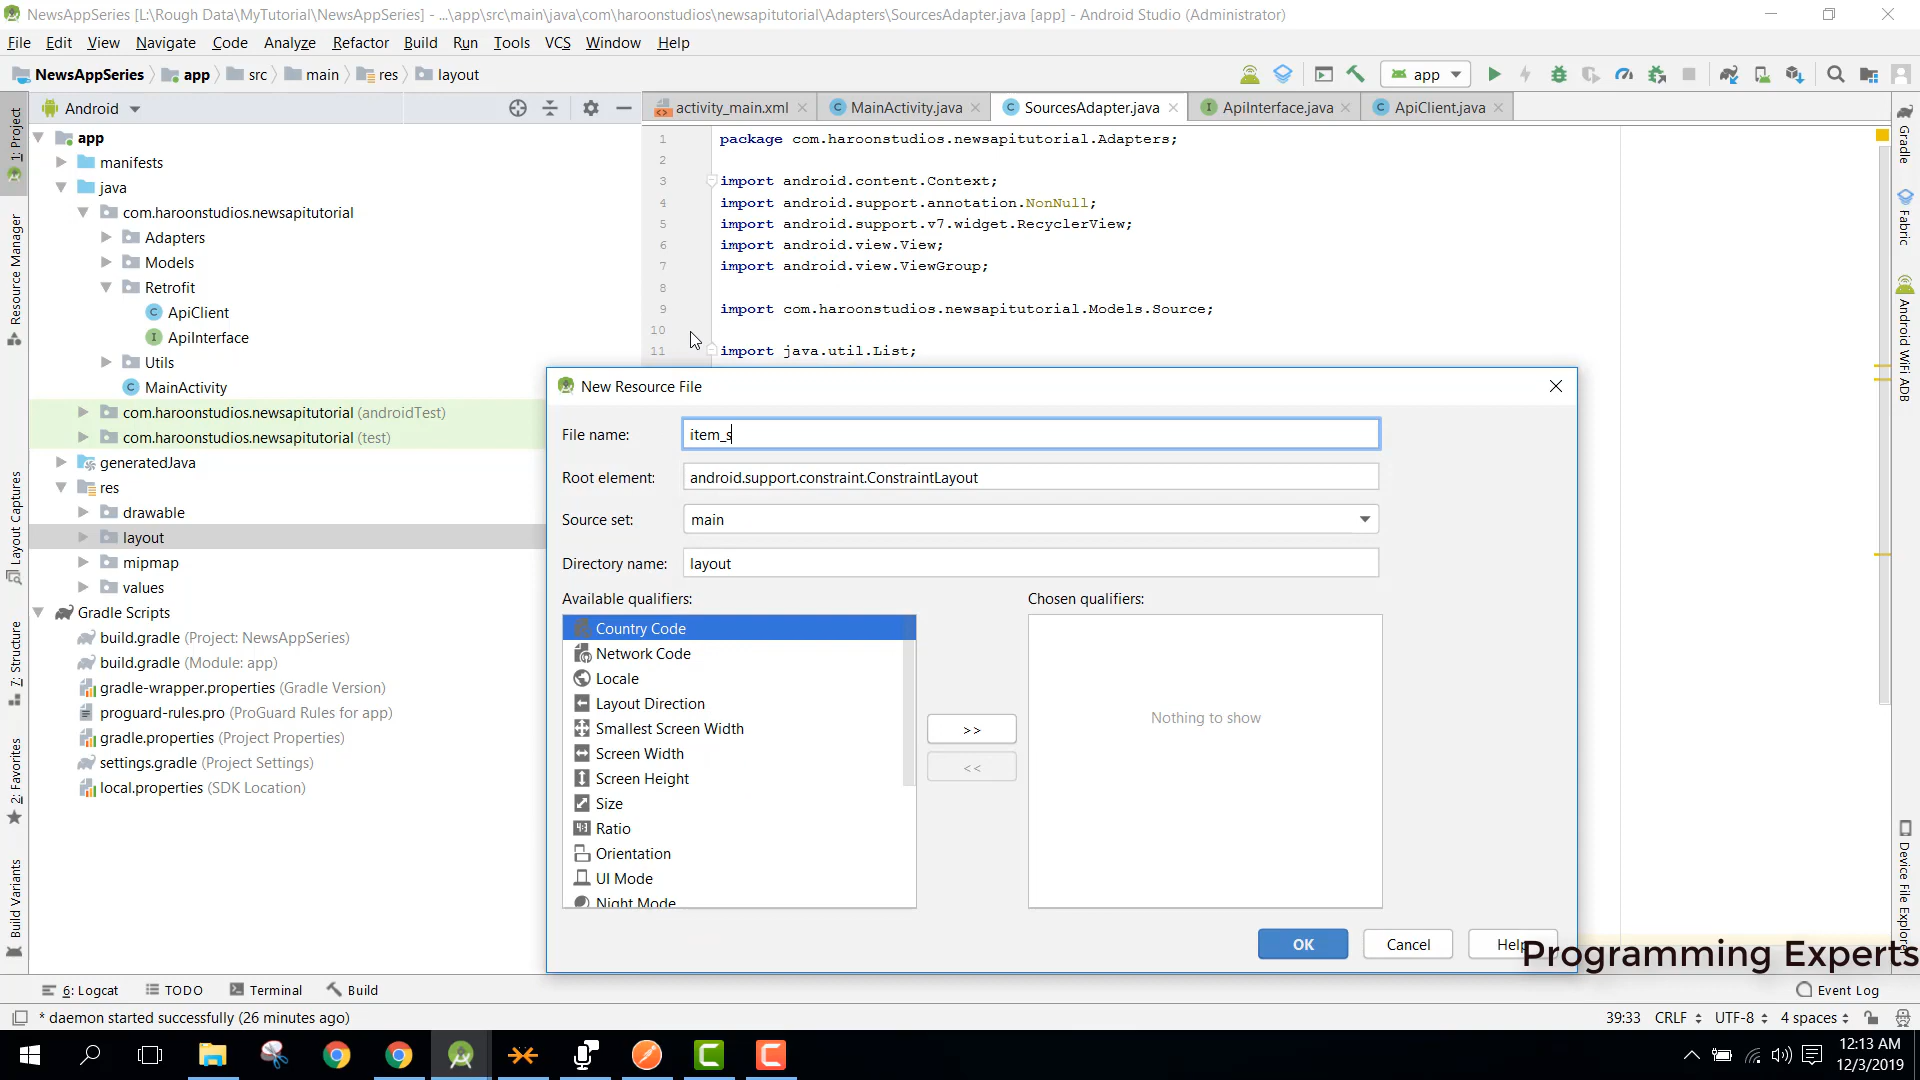 NewsAppSeries [L:\Rough Data\MyTutorial\NewsAppSeries] - ...\app\src\main\java\com\haroonstudios\newsapitutorial\Adapters\SourcesAdapter.java [app] - Android Studio (Administrator)
File Edit View Navigate Code Analyze Refactor Build Run Tools VCS Window Help
NewsAppSeries app src main res layout
app
Android
activity_main.xml MainActivity.java SourcesAdapter.java ApiInterface.java ApiClient.java
app
manifests
java
com.haroonstudios.newsapitutorial
Adapters
Models
Retrofit
ApiClient
ApiInterface
Utils
MainActivity
com.haroonstudios.newsapitutorial (androidTest)
com.haroonstudios.newsapitutorial (test)
generatedJava
res
drawable
layout
mipmap
values
Gradle Scripts
build.gradle (Project: NewsAppSeries)
build.gradle (Module: app)
gradle-wrapper.properties (Gradle Version)
proguard-rules.pro (ProGuard Rules for app)
gradle.properties (Project Properties)
settings.gradle (Project Settings)
local.properties (SDK Location)
1: Project
Resource Manager
Layout Captures
7: Structure
2: Favorites
Build Variants
1 package com.haroonstudios.newsapitutorial.Adapters;
2
3 import android.content.Context;
4 import android.support.annotation.NonNull;
5 import android.support.v7.widget.RecyclerView;
6 import android.view.View;
7 import android.view.ViewGroup;
8
9 import com.haroonstudios.newsapitutorial.Models.Source;
10
11 import java.util.List;
New Resource File
File name: item_s
Root element: android.support.constraint.ConstraintLayout
Source set: main
Directory name: layout
Available qualifiers:
Chosen qualifiers:
Country Code
Network Code
Locale
Layout Direction
Smallest Screen Width
Screen Width
Screen Height
Size
Ratio
Orientation
UI Mode
Night Mode
>>
<<
Nothing to show
OK Cancel Help
Programming Experts
Gradle
Fabric
Android WiFi ADB
Device File Explorer
6: Logcat TODO Terminal Build Event Log
* daemon started successfully (26 minutes ago) 39:33 CRLF UTF-8 4 spaces
12:13 AM
12/3/2019